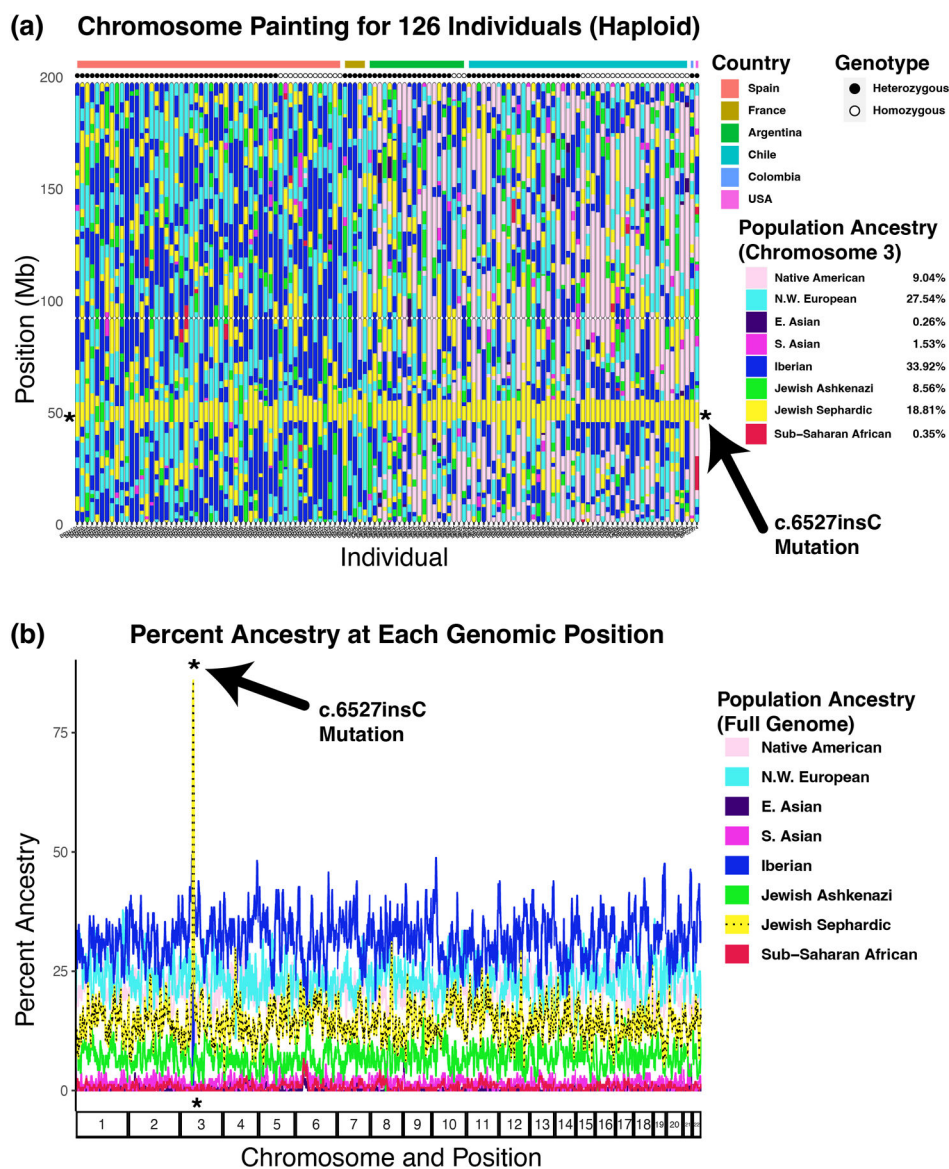 (a) Chromosome Painting for 126 Individuals (Haploid)
200
150
100
50
0
Position (Mb)
*
*
Individual
Country
Spain
France
Argentina
Chile
Colombia
USA
Genotype
Heterozygous
Homozygous
Population Ancestry
(Chromosome 3)
Native American 9.04%
N.W. European 27.54%
E. Asian 0.26%
S. Asian 1.53%
Iberian 33.92%
Jewish Ashkenazi 8.56%
Jewish Sephardic 18.81%
Sub−Saharan African 0.35%
c.6527insC
Mutation
(b) Percent Ancestry at Each Genomic Position
*
c.6527insC
Mutation
75
50
25
0
Percent Ancestry
*
1 2 3 4 5 6 7 8 9 10 11 12 13 14 15 16 17 18 19 20
Chromosome and Position
Population Ancestry
(Full Genome)
Native American
N.W. European
E. Asian
S. Asian
Iberian
Jewish Ashkenazi
Jewish Sephardic
Sub−Saharan African